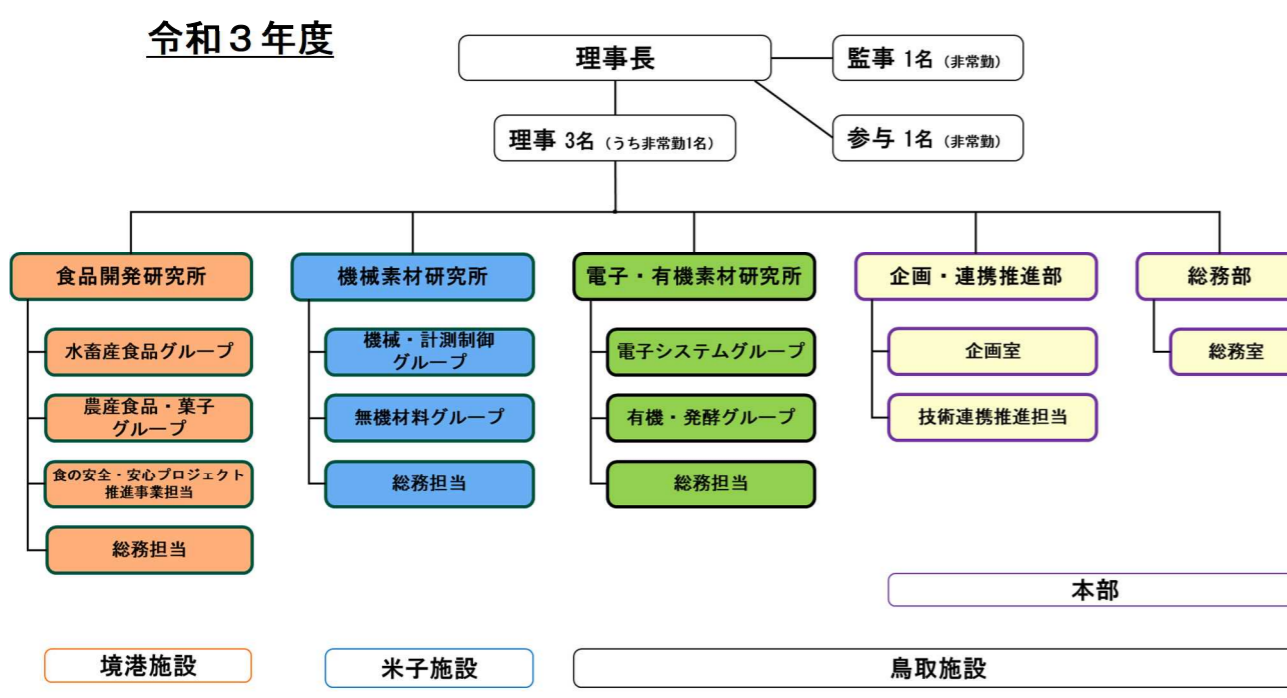 令和３年度
理事長
監事 1名（非常勤）
理事 3名（うち非常勤1名）
参与 1名（非常勤）
食品開発研究所
機械素材研究所
電子・有機素材研究所
企画・連携推進部
総務部
水畜産食品グループ
機械・計測制御
グループ
電子システムグループ
企画室
総務室
農産食品・菓子
グループ
無機材料グループ
有機・発酵グループ
技術連携推進担当
食の安全・安心プロジェクト
推進事業担当
総務担当
総務担当
総務担当
本部
境港施設
米子施設
鳥取施設